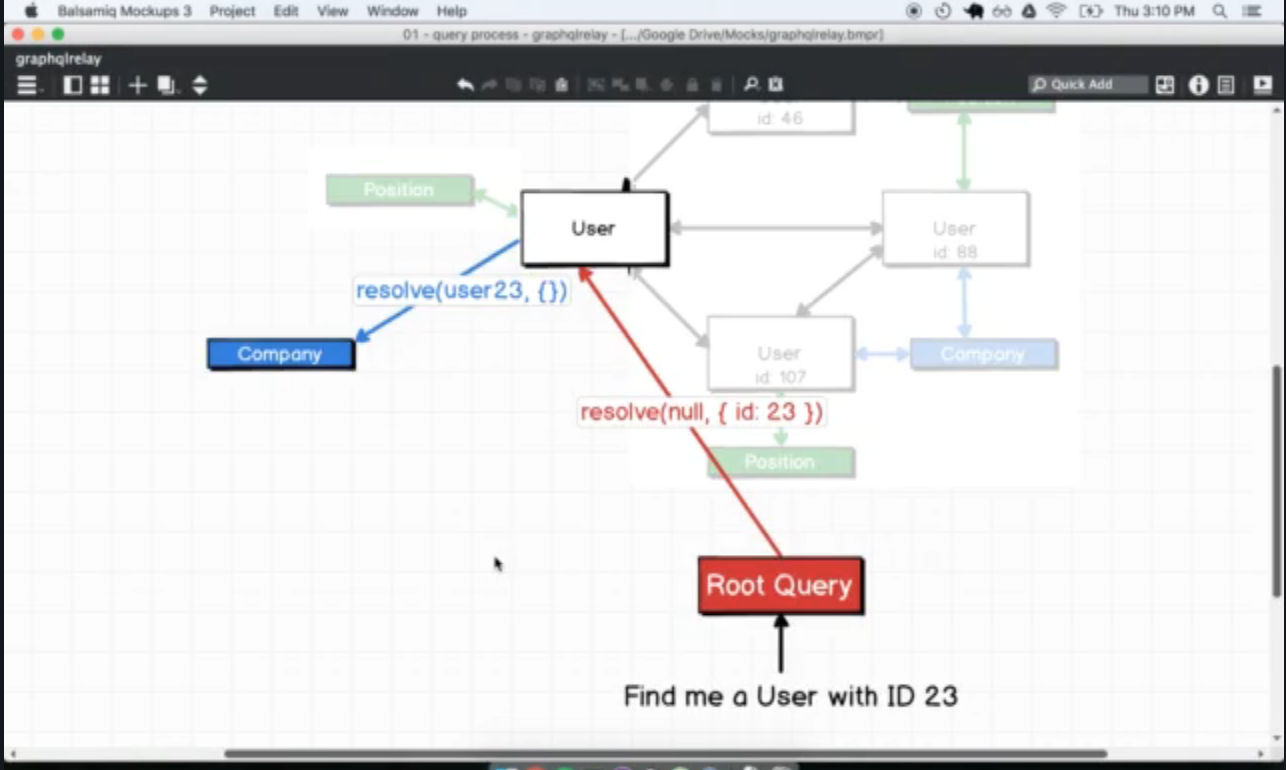 Balsamiq Mockups 3 Project Edit View Window Help Thu 3:10 PM
01 - query process - graphqlrelay - [.../Google Drive/Mocks/graphqlrelay.bmpr]
graphqlrelay
Quick Add
id: 46
Position
User
User
id: 88
resolve(user23, {})
Company
User
id: 107
Company
resolve(null, { id: 23 })
Position
Root Query
Find me a User with ID 23